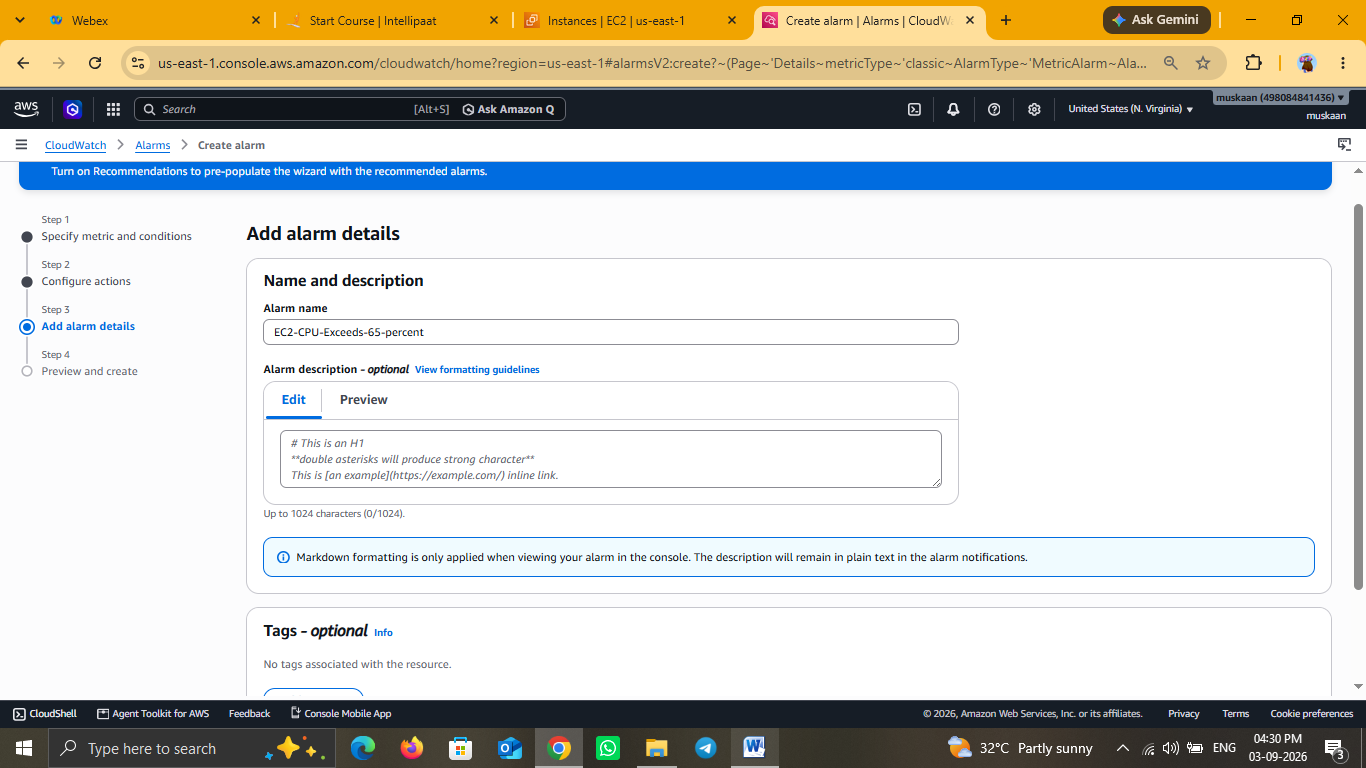 Webex
Start Course | Intellipaat
Instances | EC2 | us-east-1
Create alarm | Alarms | CloudW
Ask Gemini
us-east-1.console.aws.amazon.com/cloudwatch/home?region=us-east-1#alarmsV2:create?~(Page~'Details~metricType~'classic~AlarmType~'MetricAlarm~Ala...
aws
Search
[Alt+S]
Ask Amazon Q
United States (N. Virginia) ▼
muskaan (498084841436) ▼
muskaan
CloudWatch
Alarms
Create alarm
Turn on Recommendations to pre-populate the wizard with the recommended alarms.
Step 1
Specify metric and conditions
Step 2
Configure actions
Step 3
Add alarm details
Step 4
Preview and create
Add alarm details
Name and description
Alarm name
EC2-CPU-Exceeds-65-percent
Alarm description - optional View formatting guidelines
Edit
Preview
# This is an H1
**double asterisks will produce strong character**
This is [an example](https://example.com/) inline link.
Up to 1024 characters (0/1024).
Markdown formatting is only applied when viewing your alarm in the console. The description will remain in plain text in the alarm notifications.
Tags - optional Info
No tags associated with the resource.
CloudShell
Agent Toolkit for AWS
Feedback
Console Mobile App
© 2026, Amazon Web Services, Inc. or its affiliates.
Privacy
Terms
Cookie preferences
Type here to search
32°C Partly sunny
ENG
04:30 PM
03-09-2026
3